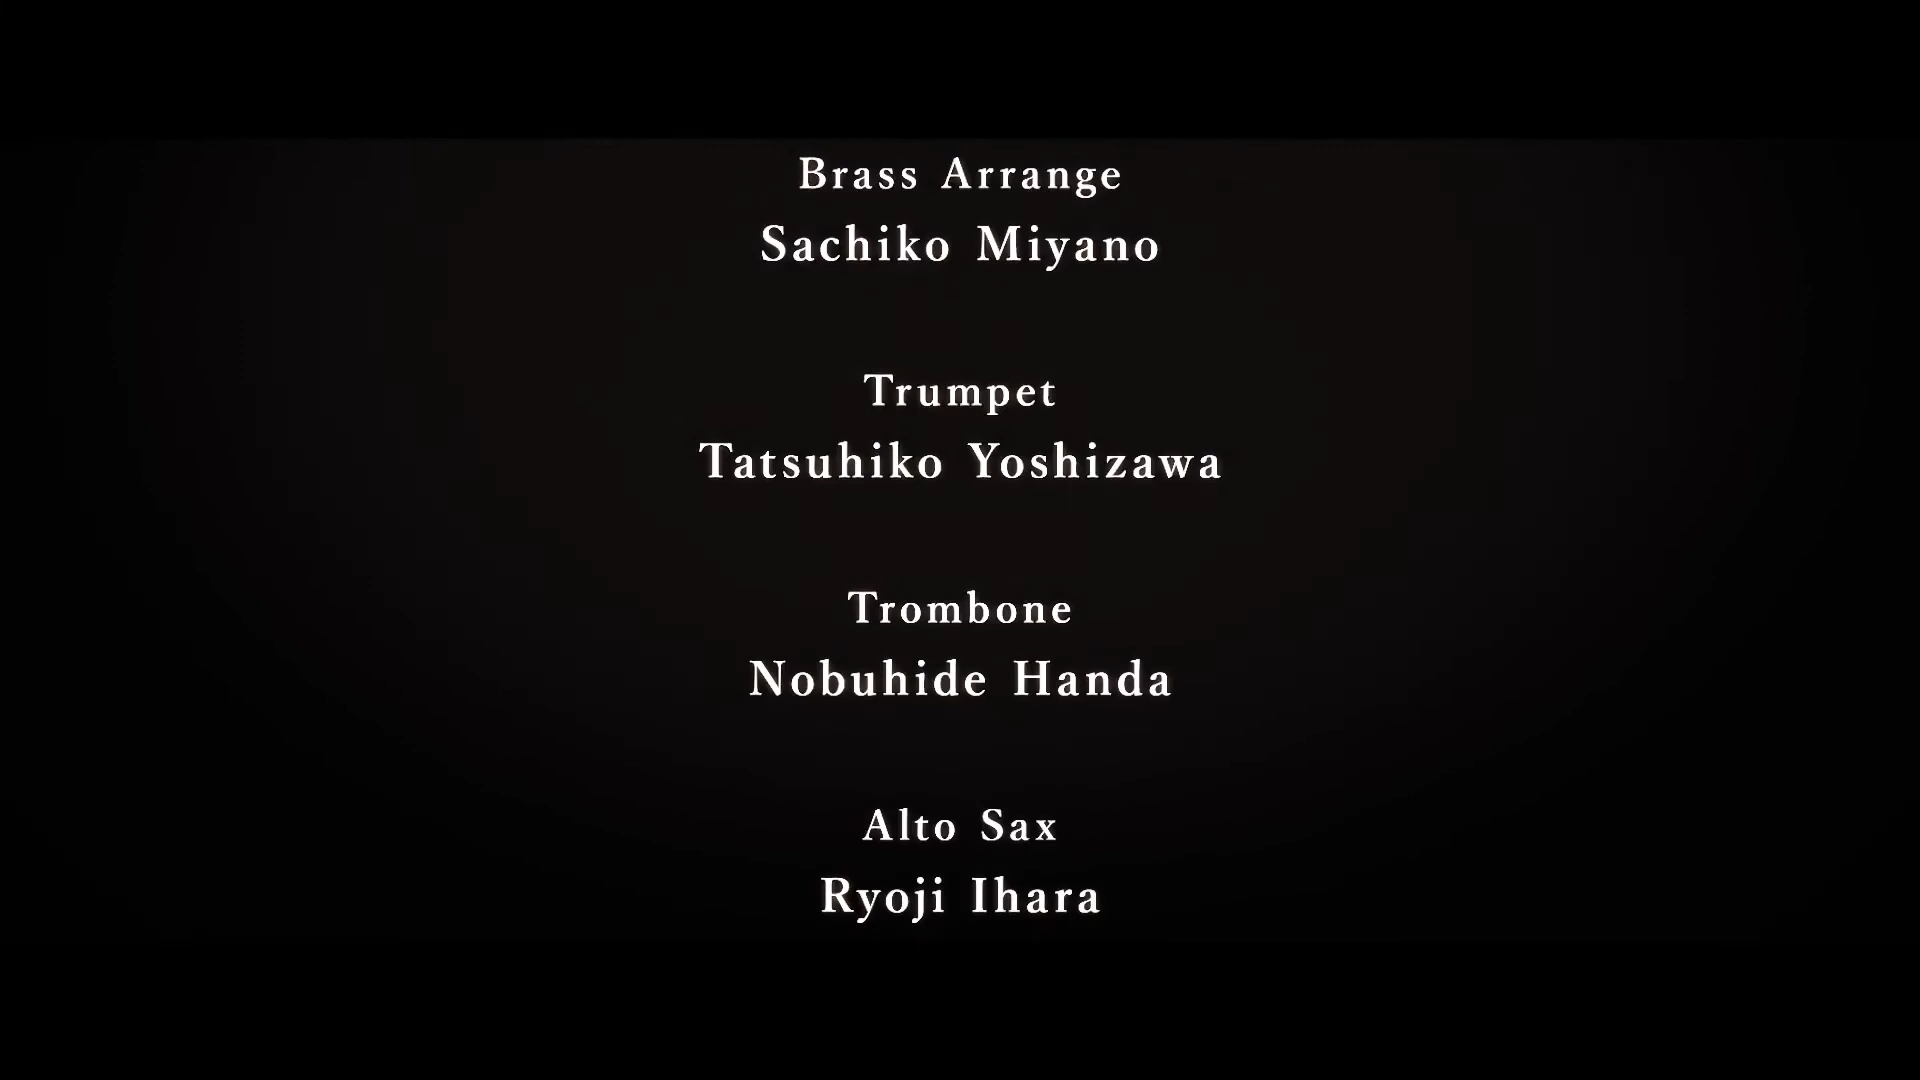 Brass Arrange
Sachiko Miyano
Trumpet
Tatsuhiko Yoshizawa
Trombone
Nobuhide Handa
Alto Sax
Ryoji Ihara